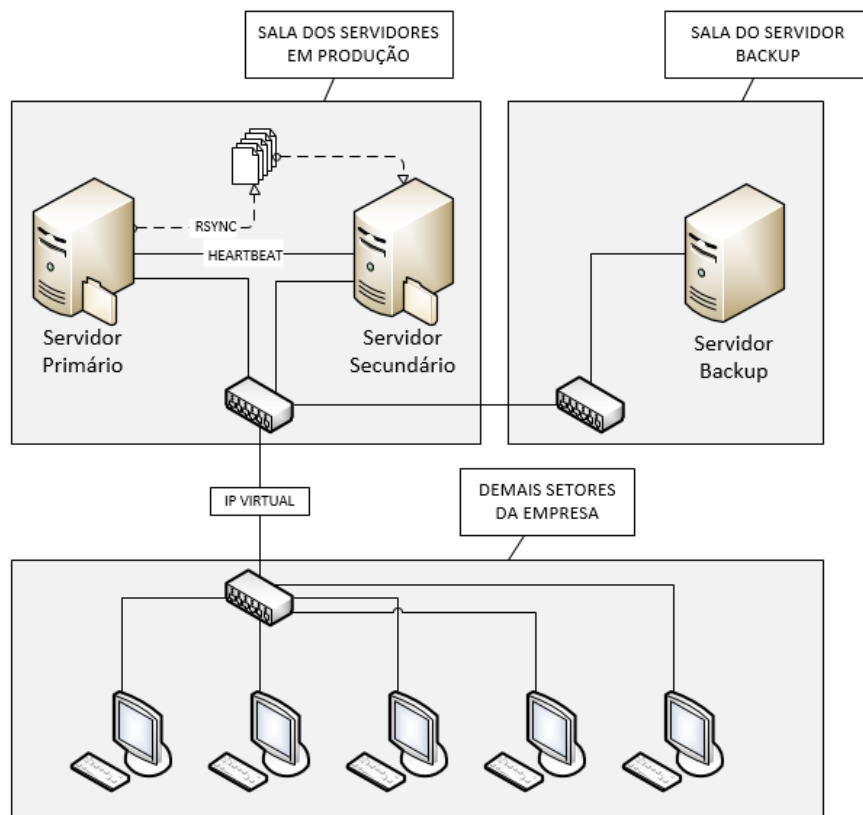 SALA DOS SERVIDORES
EM PRODUÇÃO
SALA DO SERVIDOR
BACKUP
RSYNC
HEARTBEAT
Servidor
Primário
Servidor
Secundário
Servidor
Backup
IP VIRTUAL
DEMAIS SETORES
DA EMPRESA